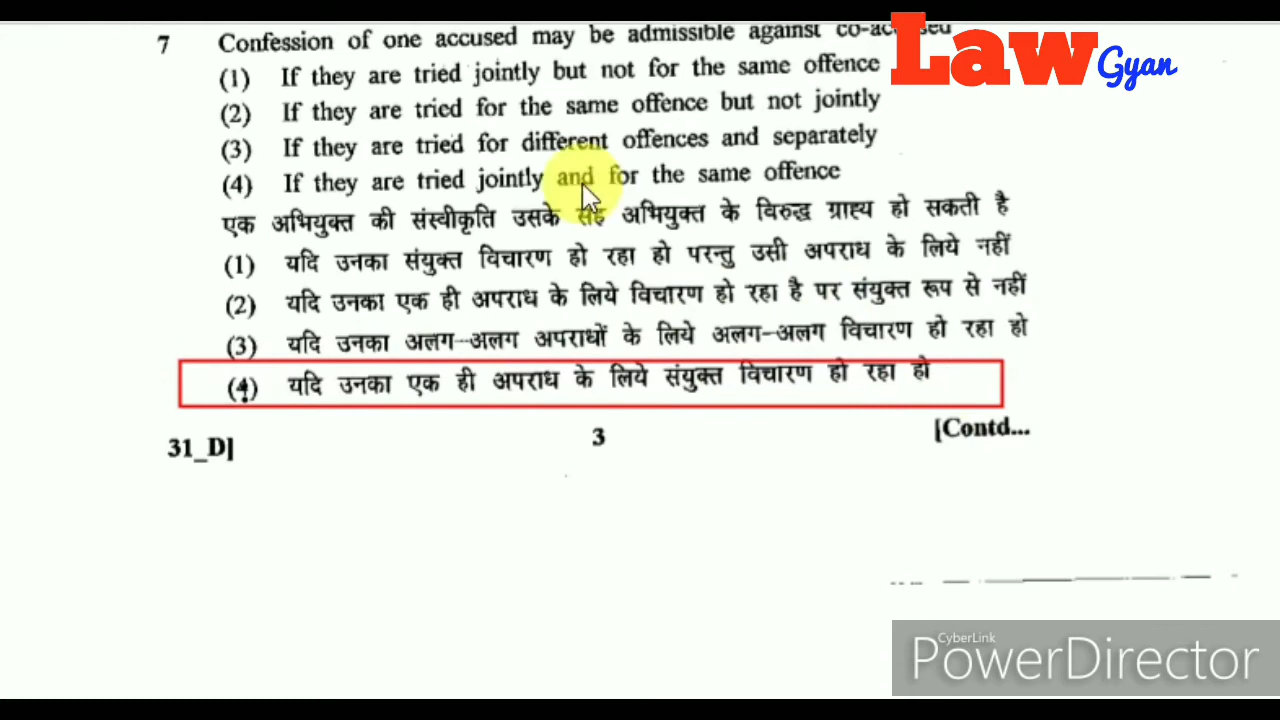 7 Confession of one accused may be admissible against co-accused
Law Gyan
(1) If they are tried jointly but not for the same offence
(2) If they are tried for the same offence but not jointly
(3) If they are tried for different offences and separately
(4) If they are tried jointly and for the same offence
एक अभियुक्त की संस्वीकृति उसके सह अभियुक्त के विरुद्ध ग्राह्य हो सकती है
(1) यदि उनका संयुक्त विचारण हो रहा हो परन्तु उसी अपराध के लिये नहीं
(2) यदि उनका एक ही अपराध के लिये विचारण हो रहा है पर संयुक्त रूप से नहीं
(3) यदि उनका अलग-अलग अपराधों के लिये अलग-अलग विचारण हो रहा हो
(4) यदि उनका एक ही अपराध के लिये संयुक्त विचारण हो रहा हो
31_D]
3
[Contd...
CyberLink
PowerDirector